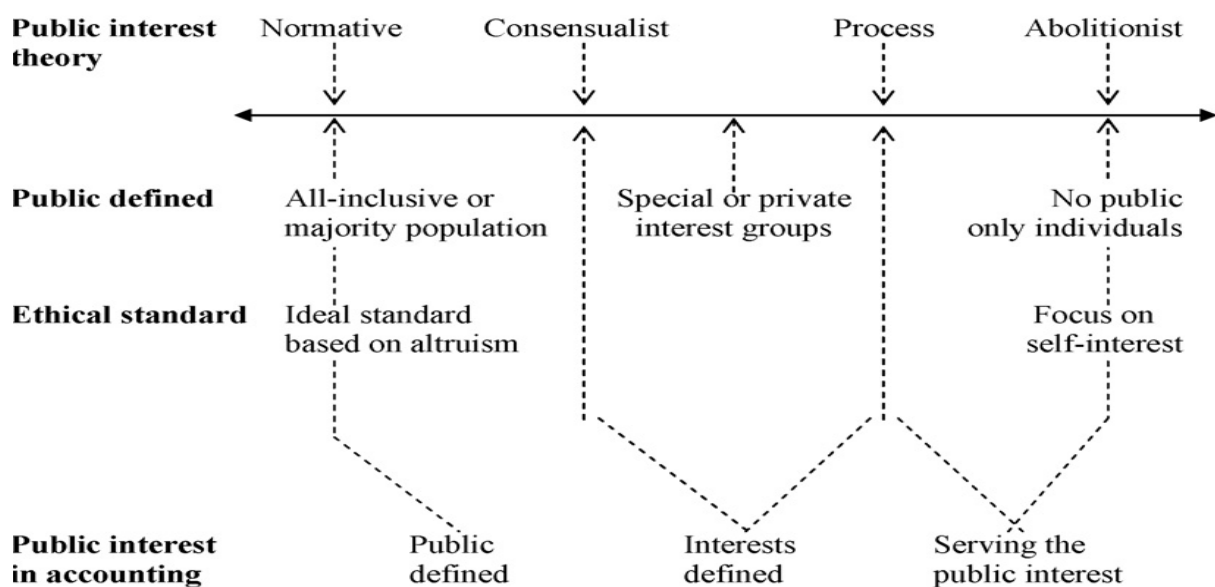 Public interest Normative Consensualist Process Abolitionist
theory
Public defined All-inclusive or Special or private No public
majority population interest groups only individuals
Ethical standard Ideal standard Focus on
based on altruism self-interest
Public interest Public Interests Serving the
in accounting defined defined public interest